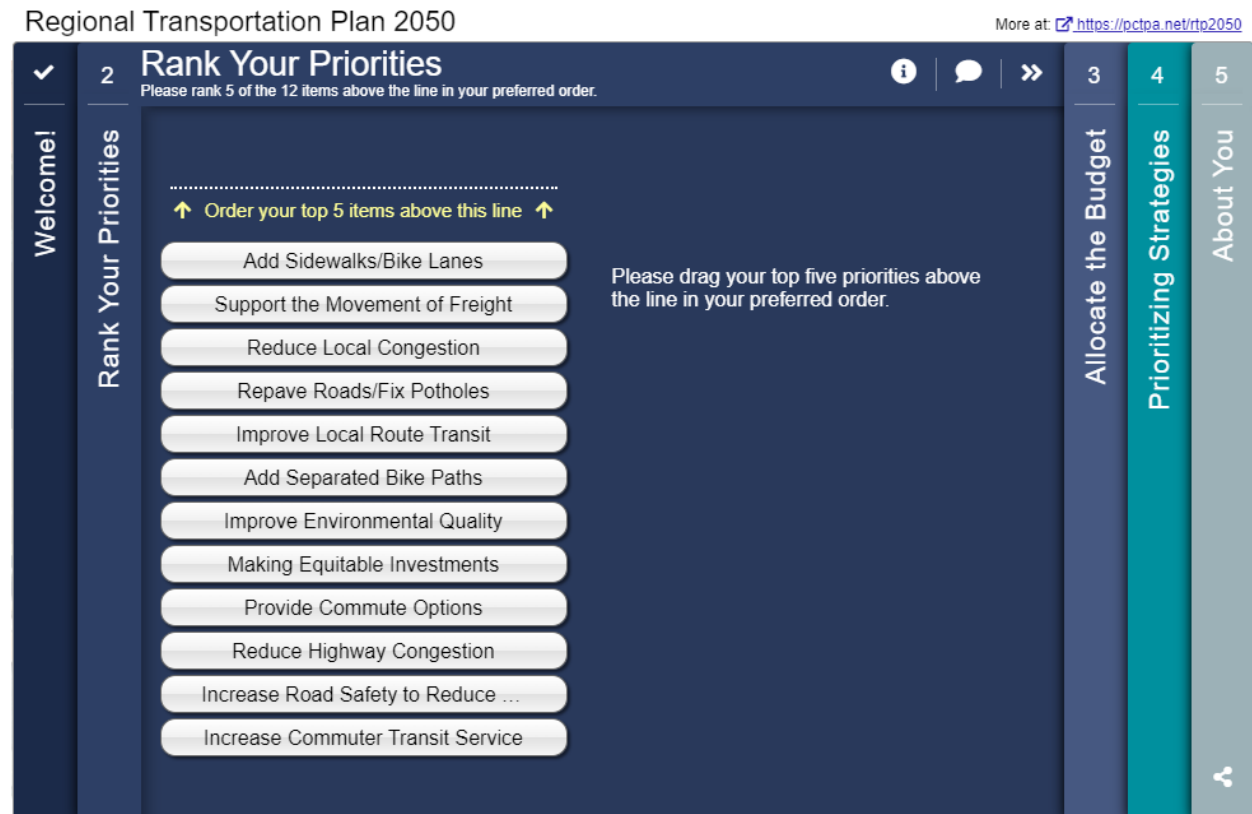 Regional Transportation Plan 2050
More at: https://pctpa.net/rtp2050
Welcome!
2
Rank Your Priorities
Rank Your Priorities
Please rank 5 of the 12 items above the line in your preferred order.
Order your top 5 items above this line
Add Sidewalks/Bike Lanes
Support the Movement of Freight
Reduce Local Congestion
Repave Roads/Fix Potholes
Improve Local Route Transit
Add Separated Bike Paths
Improve Environmental Quality
Making Equitable Investments
Provide Commute Options
Reduce Highway Congestion
Increase Road Safety to Reduce ...
Increase Commuter Transit Service
Please drag your top five priorities above
the line in your preferred order.
3
Allocate the Budget
4
Prioritizing Strategies
5
About You